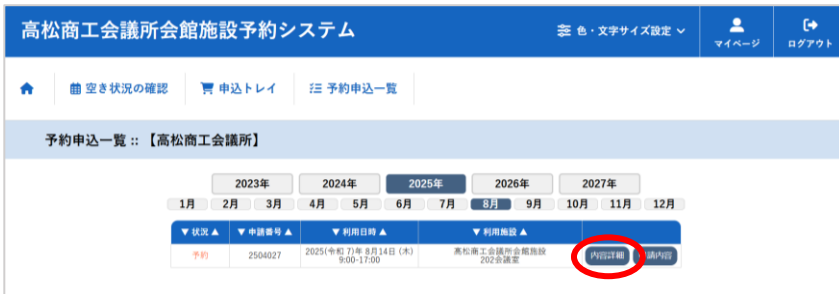 高松商工会議所会館施設予約システム
色・文字サイズ設定
マイページ
ログアウト
空き状況の確認 申込トレイ 予約申込一覧
予約申込一覧 :: 【高松商工会議所】
2023年 2024年 2025年 2026年 2027年
1月 2月 3月 4月 5月 6月 7月 8月 9月 10月 11月 12月
▼ 状況 ▲ ▼ 申請番号 ▲ ▼ 利用日時 ▲ ▼ 利用施設 ▲
予約 2504027 2025(令和 7)年 8月14日 (木) 高松商工会議所会館施設 内容詳細
9:00-17:00 202会議室